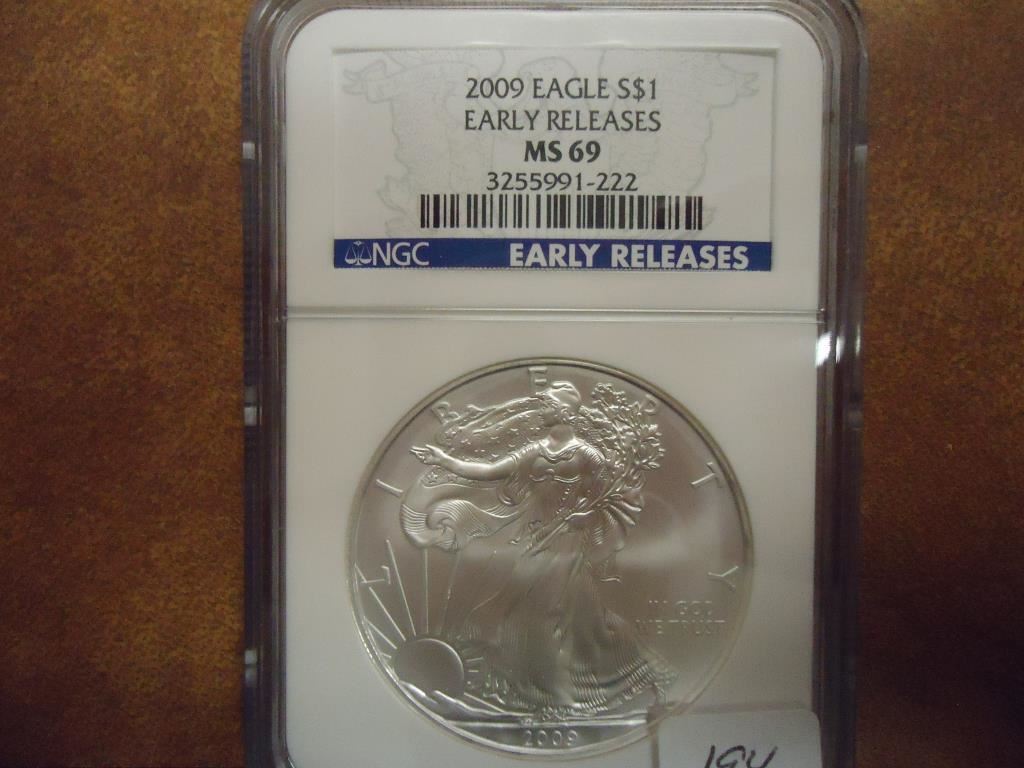 2009 EAGLE S$1
EARLY RELEASES
MS 69
3255991-222
NGC EARLY RELEASES
LIBERTY
IN GOD
WE TRUST
2009